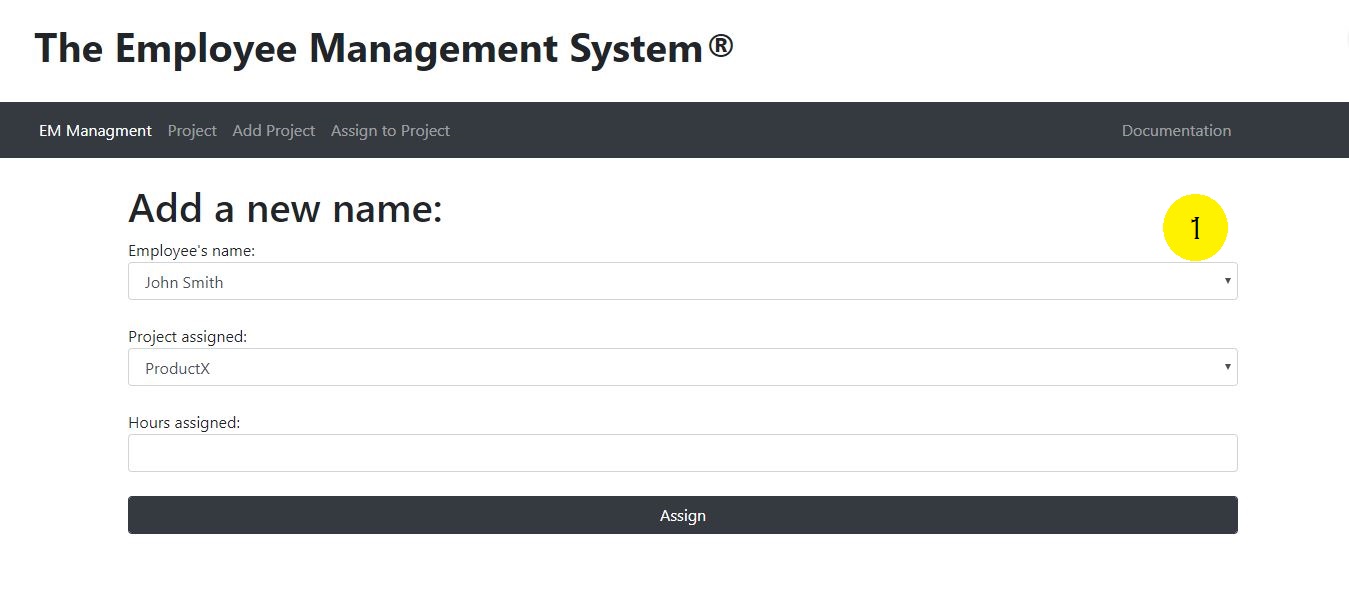 The Employee Management System®
EM Managment Project Add Project Assign to Project Documentation
Add a new name:
1
Employee's name:
John Smith
Project assigned:
ProductX
Hours assigned:
Assign